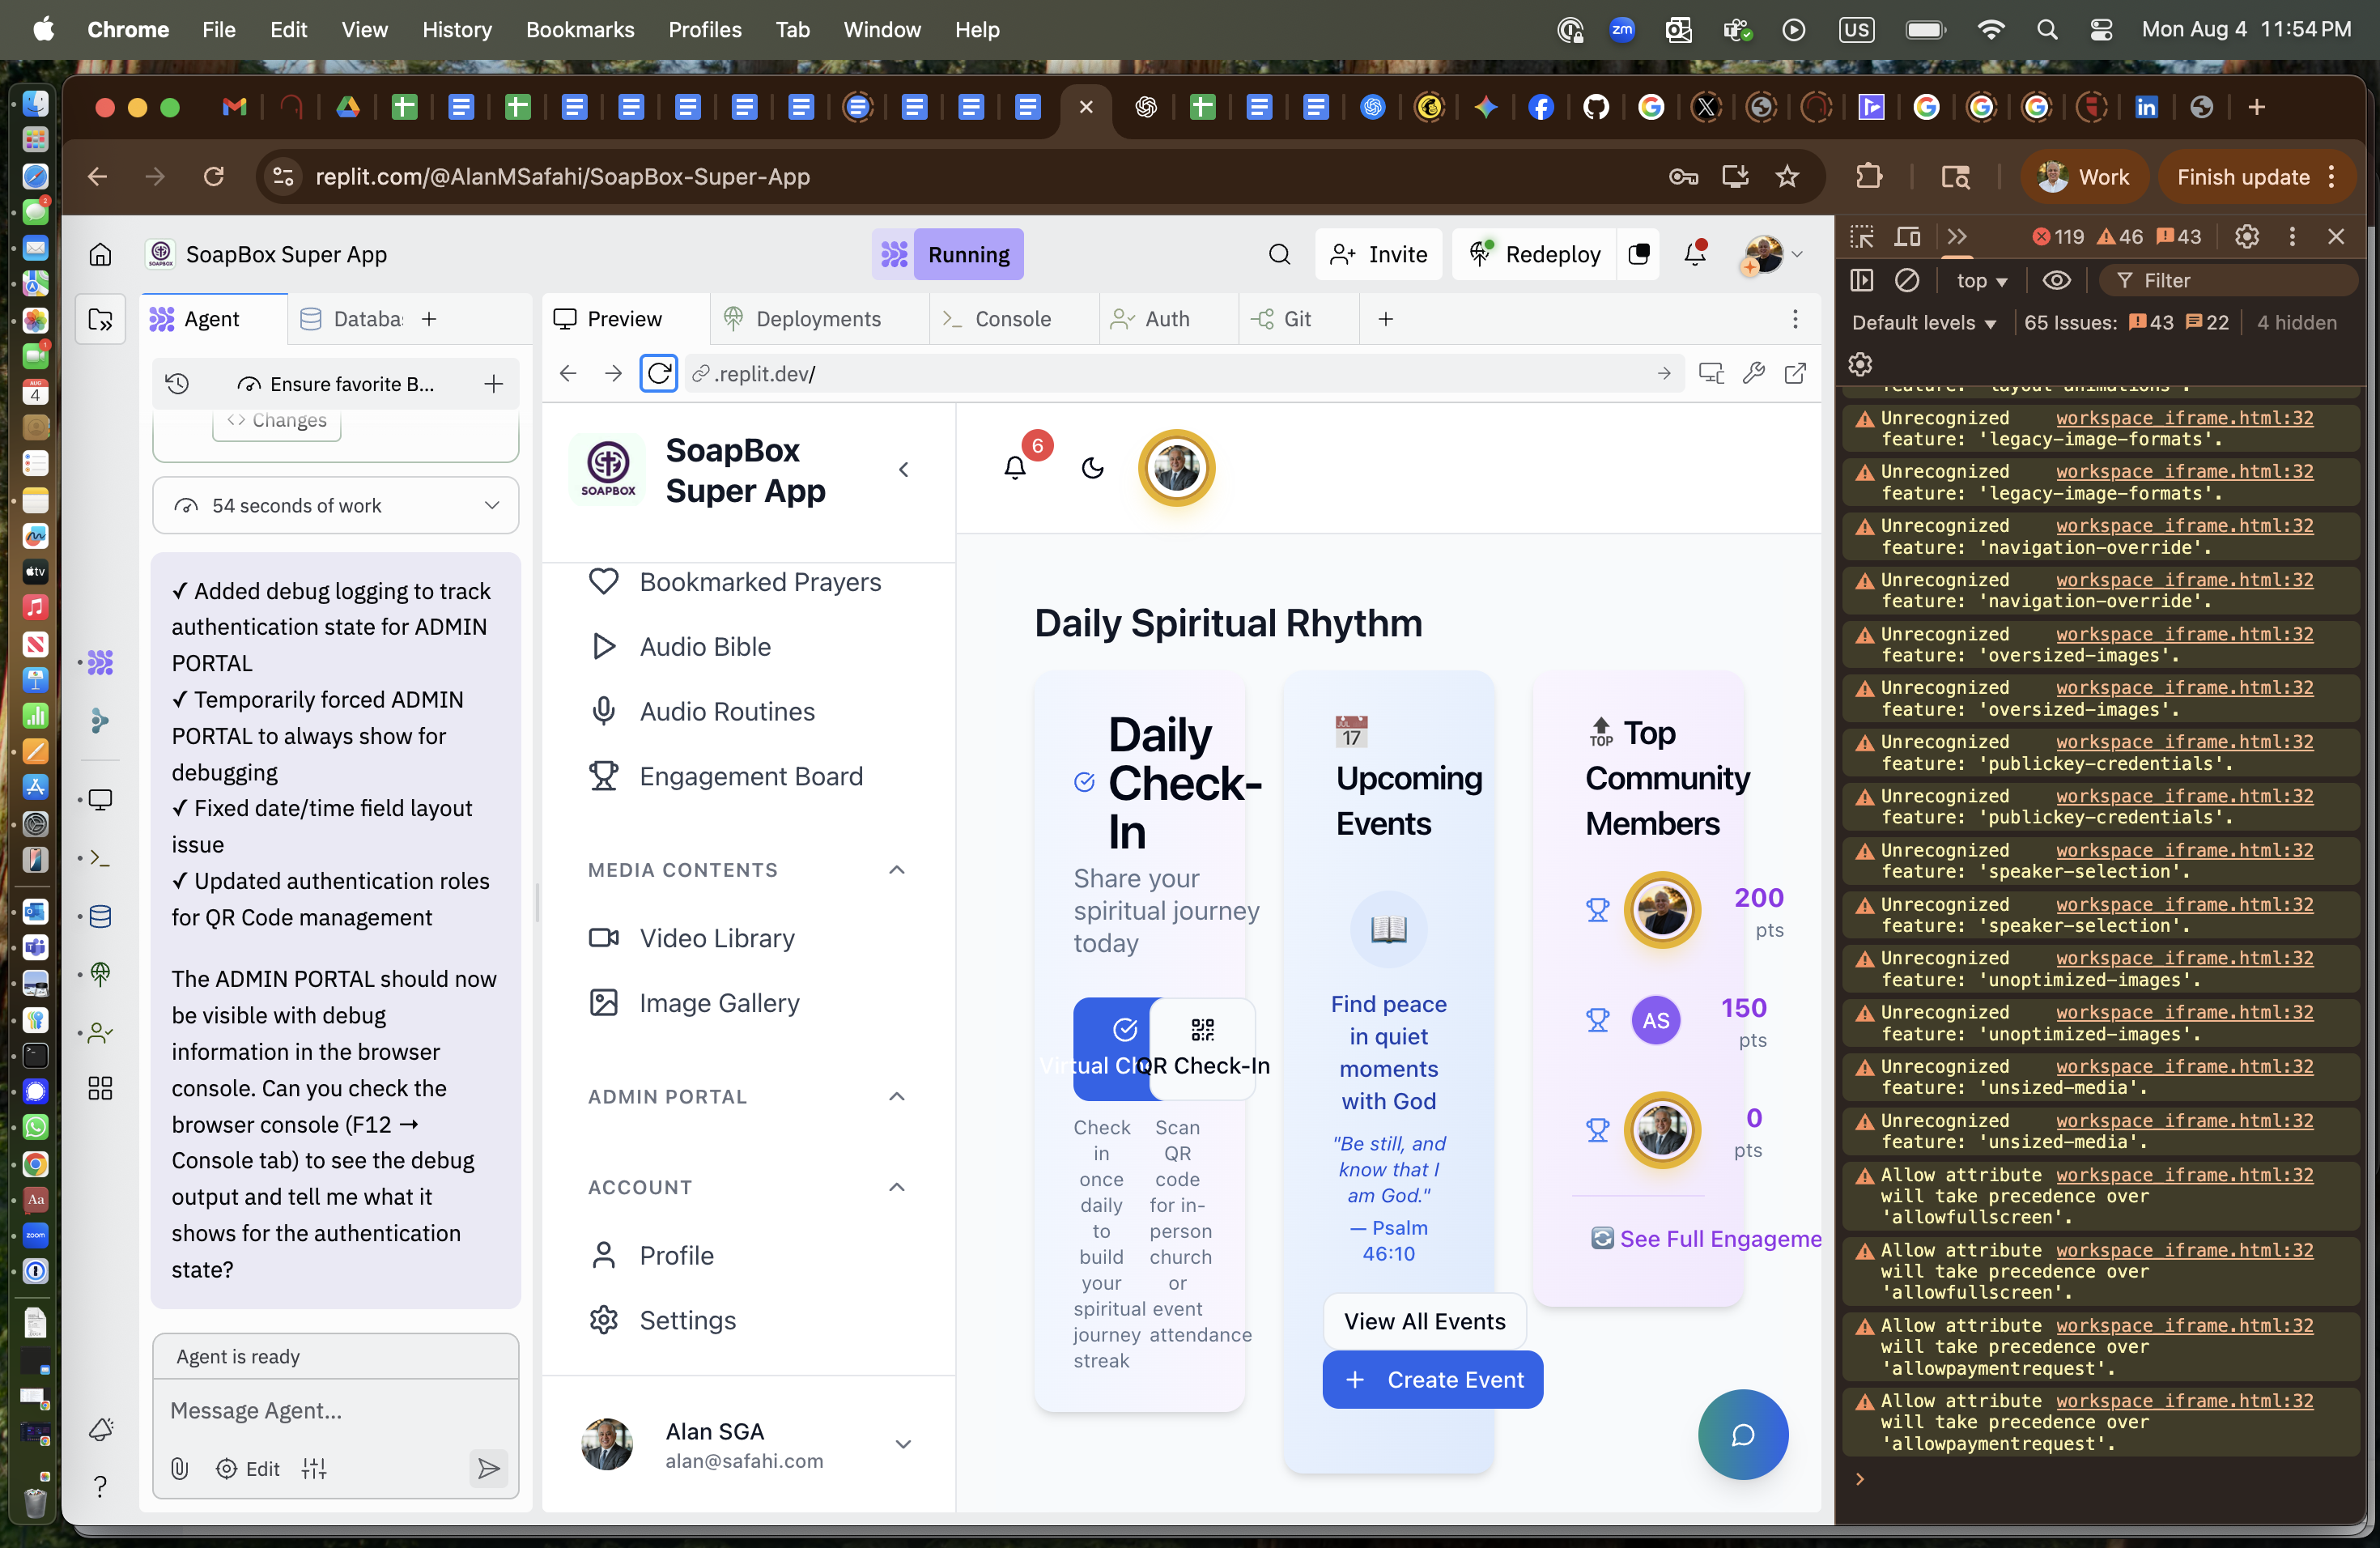 Chrome File Edit View History Bookmarks Profiles Tab Window Help
zm
US
Mon Aug 4 11:54 PM
replit.com/@AlanMSafahi/SoapBox-Super-App
Work
Finish update
SoapBox Super App
Running
Invite
Redeploy
119 46 43
Agent
Databa
Preview
Deployments
Console
Auth
Git
top
Filter
Default levels
65 Issues: 43 22
4 hidden
Ensure favorite B...
.replit.dev/
Changes
54 seconds of work
✓ Added debug logging to track
authentication state for ADMIN
PORTAL
✓ Temporarily forced ADMIN
PORTAL to always show for
debugging
✓ Fixed date/time field layout
issue
✓ Updated authentication roles
for QR Code management
The ADMIN PORTAL should now
be visible with debug
information in the browser
console. Can you check the
browser console (F12 →
Console tab) to see the debug
output and tell me what it
shows for the authentication
state?
Agent is ready
Message Agent...
Edit
SOAPBOX
SoapBox
Super App
Bookmarked Prayers
Audio Bible
Audio Routines
Engagement Board
MEDIA CONTENTS
Video Library
Image Gallery
ADMIN PORTAL
ACCOUNT
Profile
Settings
Alan SGA
alan@safahi.com
6
Daily Spiritual Rhythm
Daily
Check-
In
Share your
spiritual journey
today
Virtual Ch
QR Check-In
Check
in
once
daily
to
build
your
spiritual
journey
streak
Scan
QR
code
for in-
person
church
or
event
attendance
JUL
17
Upcoming
Events
Find peace
in quiet
moments
with God
"Be still, and
know that I
am God."
— Psalm
46:10
View All Events
Create Event
TOP
Top
Community
Members
200
pts
AS
150
pts
0
pts
See Full Engageme
feature: 'layout-animations'.
Unrecognized workspace_iframe.html:32
feature: 'legacy-image-formats'.
Unrecognized workspace_iframe.html:32
feature: 'legacy-image-formats'.
Unrecognized workspace_iframe.html:32
feature: 'navigation-override'.
Unrecognized workspace_iframe.html:32
feature: 'navigation-override'.
Unrecognized workspace_iframe.html:32
feature: 'oversized-images'.
Unrecognized workspace_iframe.html:32
feature: 'oversized-images'.
Unrecognized workspace_iframe.html:32
feature: 'publickey-credentials'.
Unrecognized workspace_iframe.html:32
feature: 'publickey-credentials'.
Unrecognized workspace_iframe.html:32
feature: 'speaker-selection'.
Unrecognized workspace_iframe.html:32
feature: 'speaker-selection'.
Unrecognized workspace_iframe.html:32
feature: 'unoptimized-images'.
Unrecognized workspace_iframe.html:32
feature: 'unoptimized-images'.
Unrecognized workspace_iframe.html:32
feature: 'unsized-media'.
Unrecognized workspace_iframe.html:32
feature: 'unsized-media'.
Allow attribute workspace_iframe.html:32
will take precedence over
'allowfullscreen'.
Allow attribute workspace_iframe.html:32
will take precedence over
'allowfullscreen'.
Allow attribute workspace_iframe.html:32
will take precedence over
'allowpaymentrequest'.
Allow attribute workspace_iframe.html:32
will take precedence over
'allowpaymentrequest'.